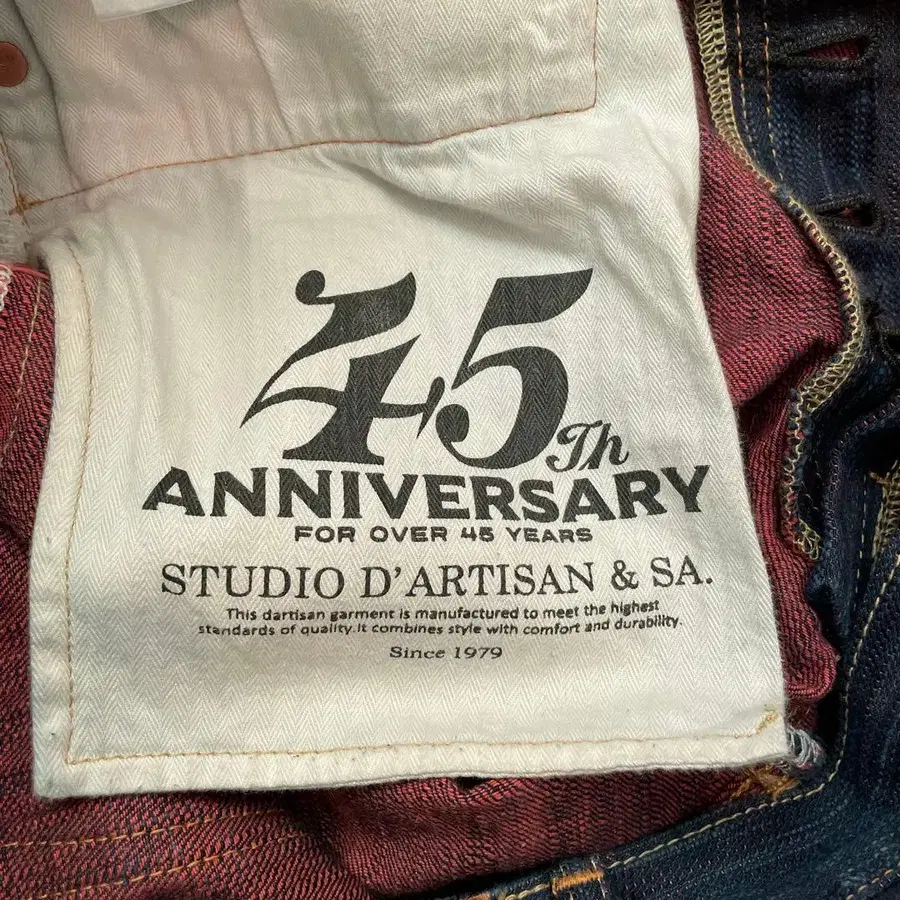 45Th
ANNIVERSARY
FOR OVER 45 YEARS
STUDIO D'ARTISAN & SA.
This dartisan garment is manufactured to meet the highest
standards of quality.It combines style with comfort and durability.
Since 1979